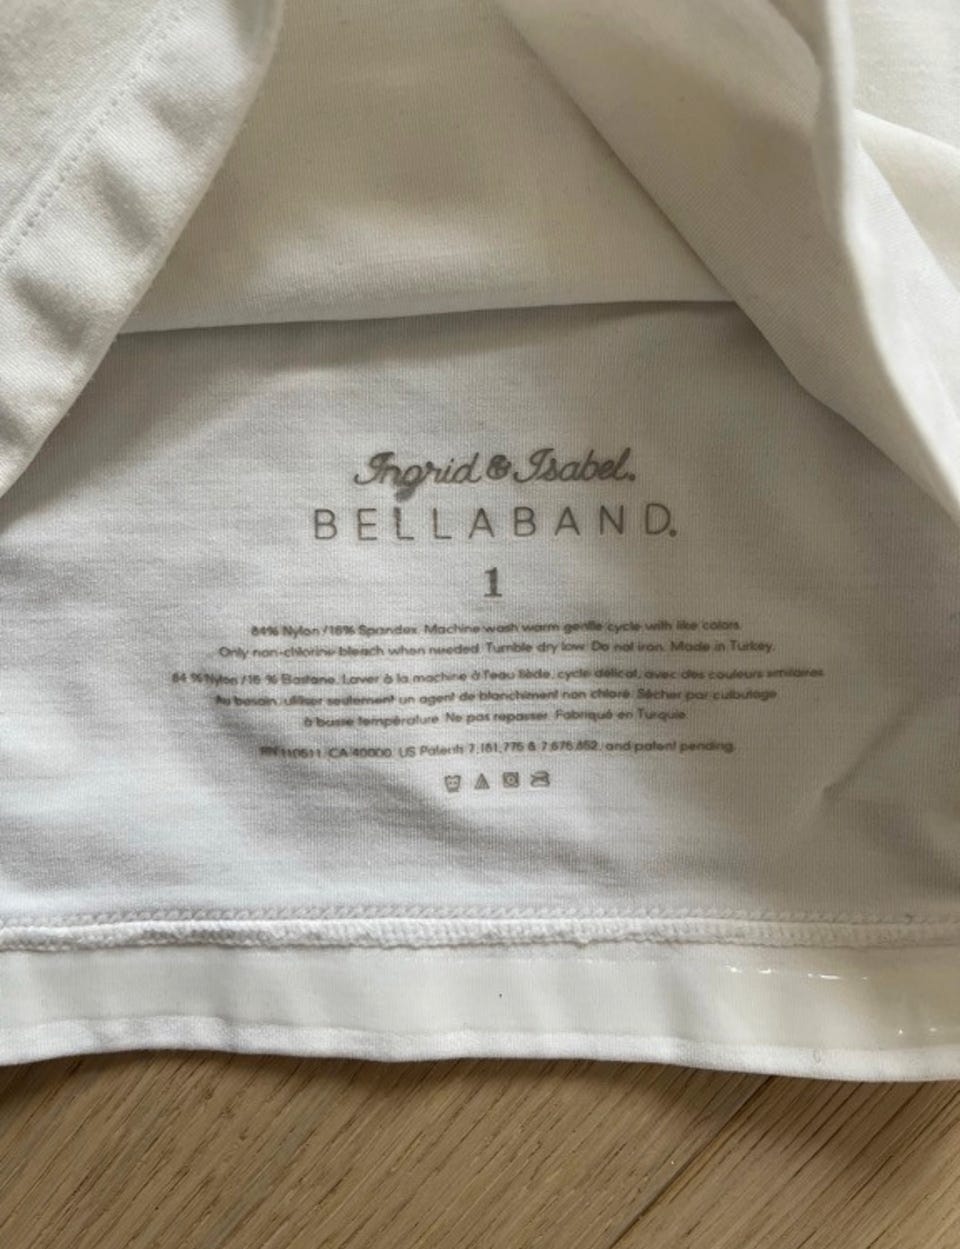 Ingrid & Isabel.
BELLABAND.
1
84% Nylon/16% Spandex. Machine wash warm gentle cycle with like colors.
Only non-chlorine bleach when needed. Tumble dry low. Do not iron. Made in Turkey.
84 % Nylon /16 % Elastane. Laver à la machine à l'eau tiède, cycle délicat, avec des couleurs similaires.
Au besoin, utiliser seulement un agent de blanchiment non chloré. Sécher par culbutage
à basse température. Ne pas repasser. Fabriqué en Turquie.
RN 110511. CA 40000. US Patents 7,181,775 & 7,676,852, and patent pending.